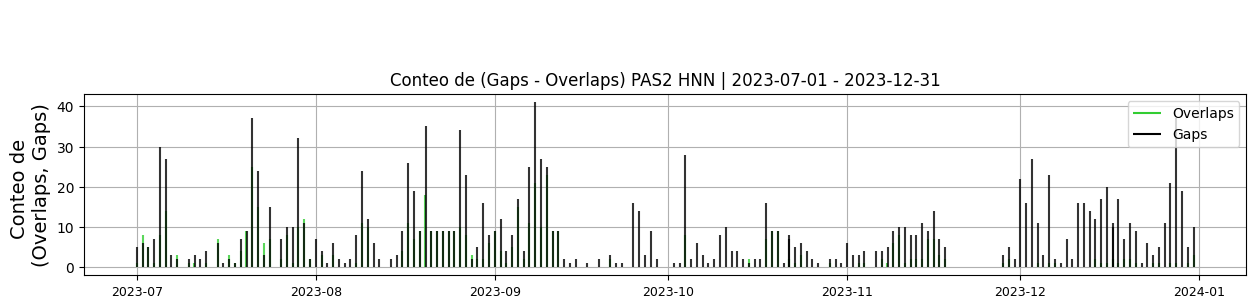 Conteo de (Gaps - Overlaps) PAS2 HNN | 2023-07-01 - 2023-12-31
Conteo de
(Overlaps, Gaps)
40
30
20
10
0
Overlaps
Gaps
2023-07
2023-08
2023-09
2023-10
2023-11
2023-12
2024-01